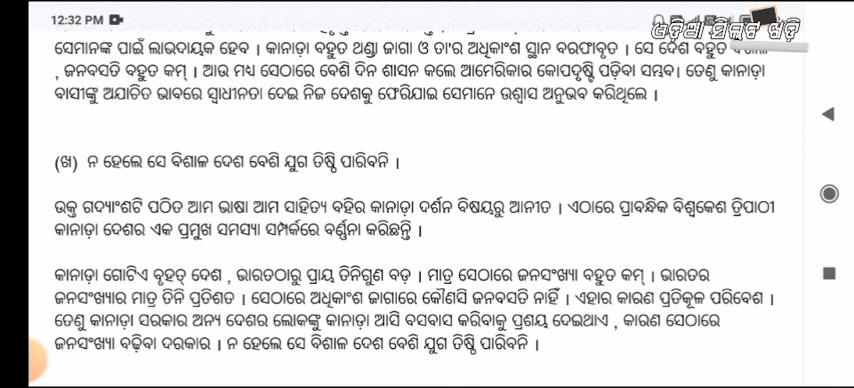 12:32 PM
ଓଡ଼ିଆ ସିଲଟ ଖଡ଼ି
ସେମାନଙ୍କ ପାଇଁ ଲାଭଦାୟକ ହେବ । କାନାଡ଼ା ବହୁତ ଥଣ୍ଡା ଜାଗା ଓ ତା'ର ଅଧିକାଂଶ ସ୍ଥାନ ବରଫାବୃତ । ସେ ଦେଶ ବହୁତ ବିଶାଳ
, ଜନବସତି ବହୁତ କମ୍ । ଆଉ ମଧ୍ୟ ସେଠାରେ ବେଶି ଦିନ ଶାସନ କଲେ ଆମେରିକାର କୋପଦୃଷ୍ଟି ପଡ଼ିବା ସମ୍ଭବ। ତେଣୁ କାନାଡ଼ା
ବାସୀଙ୍କୁ ଅଯାଚିତ ଭାବରେ ସ୍ବାଧୀନତା ଦେଇ ନିଜ ଦେଶକୁ ଫେରିଯାଇ ସେମାନେ ଉଶ୍ୱାସ ଅନୁଭବ କରିଥିଲେ ।
(ଖ) ନ ହେଲେ ସେ ବିଶାଳ ଦେଶ ବେଶି ଯୁଗ ତିଷ୍ଠି ପାରିବନି ।
ଉକ୍ତ ଗଦ୍ୟାଂଶଟି ପଠିତ ଆମ ଭାଷା ଆମ ସାହିତ୍ୟ ବହିର କାନାଡ଼ା ଦର୍ଶନ ବିଷୟରୁ ଆନୀତ । ଏଠାରେ ପ୍ରାବନ୍ଧିକ ବିଶ୍ୱକେଶ ତ୍ରିପାଠୀ
କାନାଡ଼ା ଦେଶର ଏକ ପ୍ରମୁଖ ସମସ୍ୟା ସମ୍ପର୍କରେ ବର୍ଣ୍ଣନା କରିଛନ୍ତି ।
କାନାଡ଼ା ଗୋଟିଏ ବୃହତ୍ ଦେଶ , ଭାରତଠାରୁ ପ୍ରାୟ ତିନିଗୁଣ ବଡ଼ । ମାତ୍ର ସେଠାରେ ଜନସଂଖ୍ୟା ବହୁତ କମ୍ । ଭାରତର
ଜନସଂଖ୍ୟାର ମାତ୍ର ତିନି ପ୍ରତିଶତ । ସେଠାରେ ଅଧିକାଂଶ ଜାଗାରେ କୌଣସି ଜନବସତି ନାହିଁ । ଏହାର କାରଣ ପ୍ରତିକୂଳ ପରିବେଶ ।
ତେଣୁ କାନାଡ଼ା ସରକାର ଅନ୍ୟ ଦେଶର ଲୋକଙ୍କୁ କାନାଡ଼ା ଆସି ବସବାସ କରିବାକୁ ପ୍ରଶୟ ଦେଇଥାଏ , କାରଣ ସେଠାରେ
ଜନସଂଖ୍ୟା ବଢ଼ିବା ଦରକାର । ନ ହେଲେ ସେ ବିଶାଳ ଦେଶ ବେଶି ଯୁଗ ତିଷ୍ଠି ପାରିବନି ।